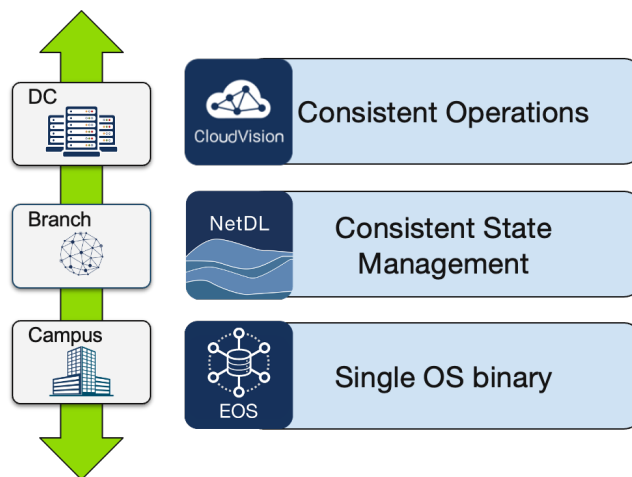 DC
CloudVision
Consistent Operations
Branch
NetDL
Consistent State
Management
Campus
EOS
Single OS binary